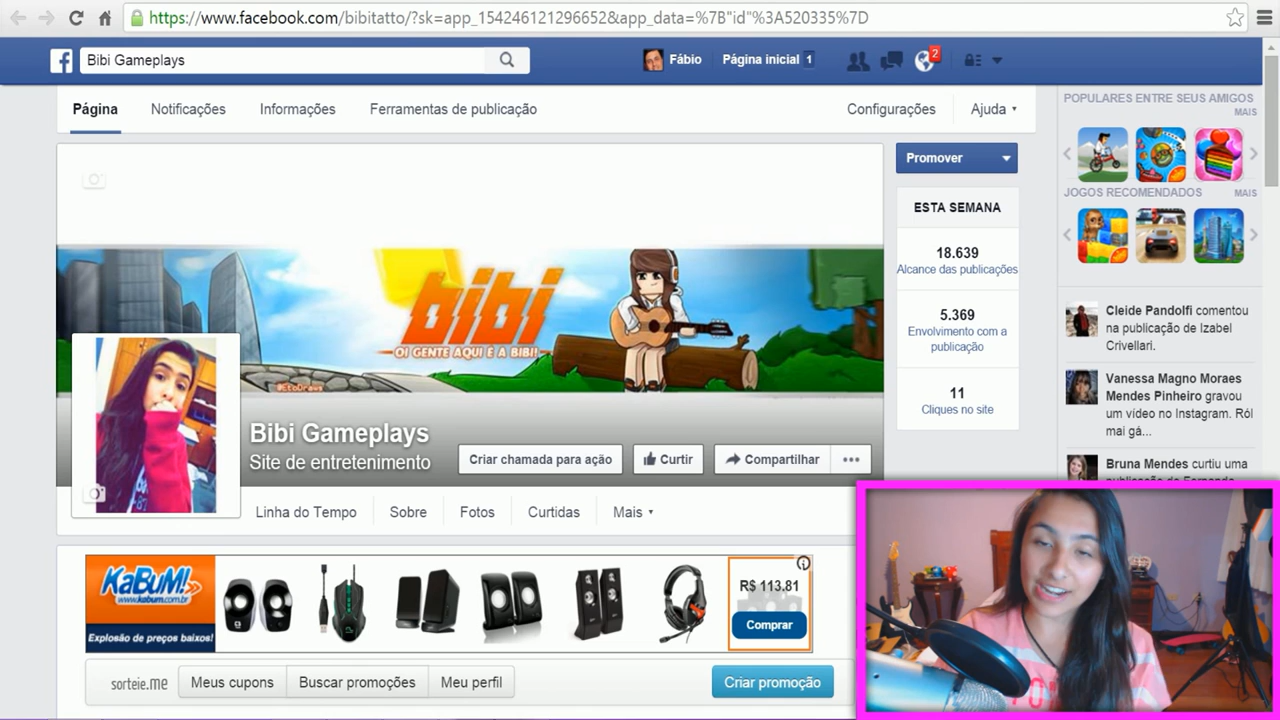 https://www.facebook.com/bibitatto/?sk=app_154246121296652&app_data=%7B"id"%3A520335%7D
Bibi Gameplays
Fábio
Página inicial 1
2
Página
Notificações
Informações
Ferramentas de publicação
Configurações
Ajuda
POPULARES ENTRE SEUS AMIGOS
MAIS
JOGOS RECOMENDADOS
MAIS
Promover
ESTA SEMANA
18.639
Alcance das publicações
5.369
Envolvimento com a
publicação
11
Cliques no site
Cleide Pandolfi comentou
na publicação de Izabel
Crivellari.
Vanessa Magno Moraes
Mendes Pinheiro gravou
um vídeo no Instagram. Ról
mai gá...
Bruna Mendes curtiu uma
publicação de Fernando
bibi
OI GENTE AQUI É A BIBI!
#EtoDraws
Bibi Gameplays
Site de entretenimento
Criar chamada para ação
Curtir
Compartilhar
•••
Linha do Tempo
Sobre
Fotos
Curtidas
Mais
KaBuM!
www.kabum.com.br
Explosão de preços baixos!
R$ 113.81
Comprar
sorteie.me
Meus cupons
Buscar promoções
Meu perfil
Criar promoção